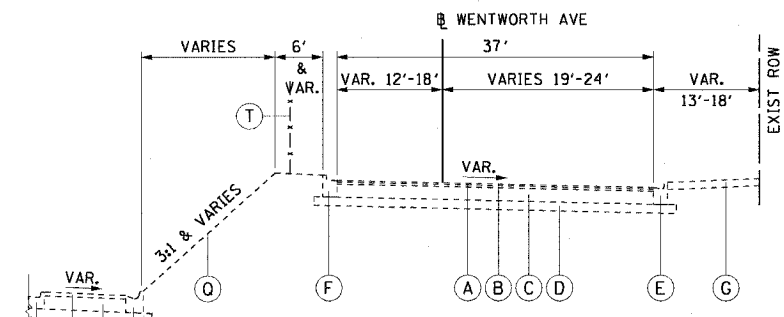 ℄ WENTWORTH AVE
VARIES
6'
&
VAR.
37'
VAR. 12'-18'
VARIES 19'-24'
VAR.
13'-18'
EXIST ROW
T
VAR.
3:1 & VARIES
VAR.
Q
F
A
B
C
D
E
G